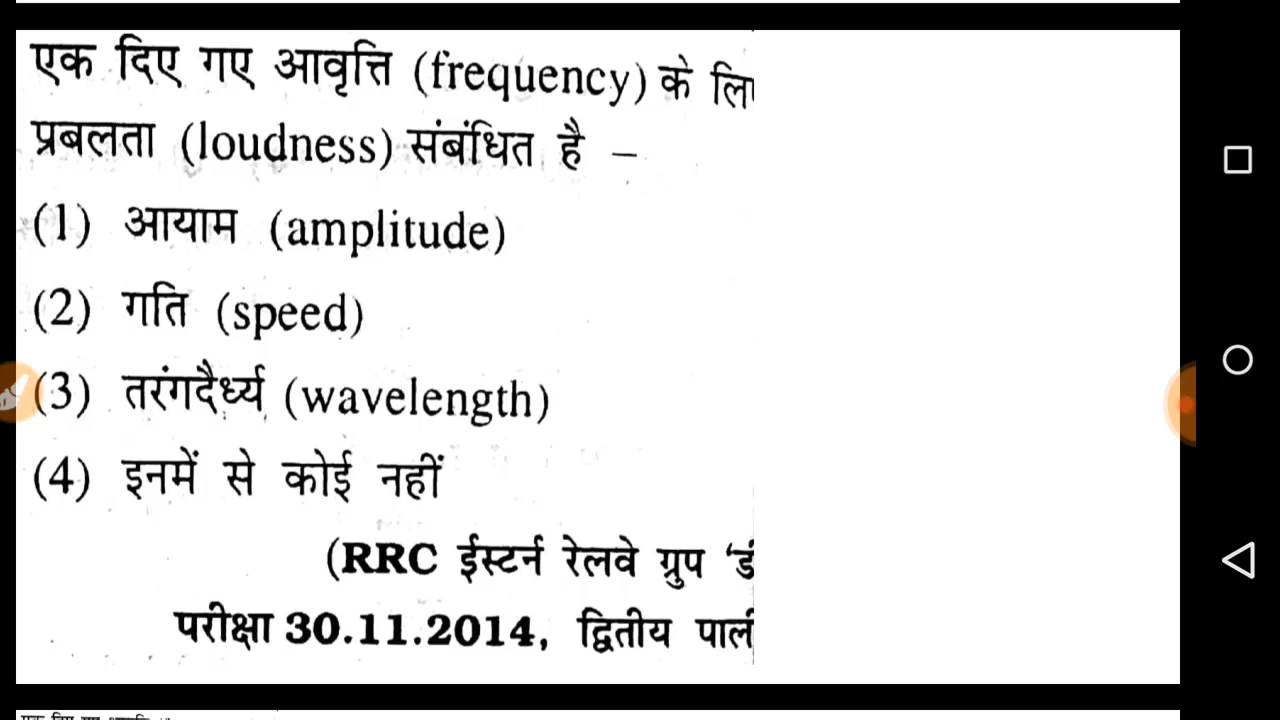 एक दिए गए आवृत्ति (frequency) के
प्रबलता (loudness) संबंधित है –
(1) आयाम (amplitude)
(2) गति (speed)
(3) तरंगदैर्ध्य (wavelength)
(4) इनमें से कोई नहीं
(RRC ईस्टर्न रेलवे ग्रुप
परीक्षा 30.11.2014, द्वितीय